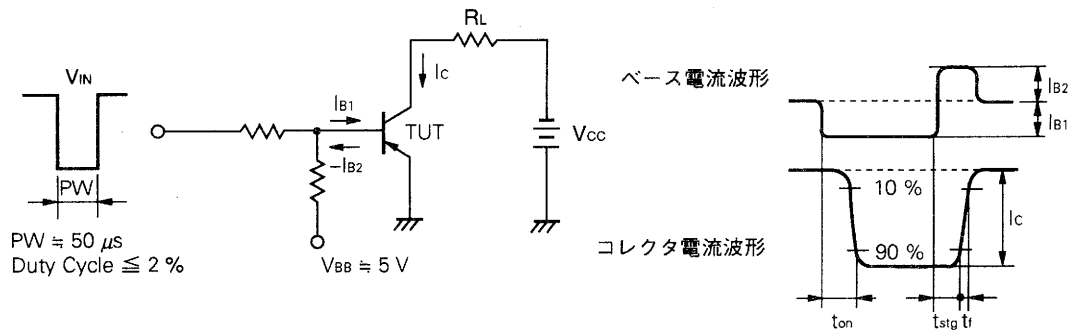 VIN
PW
PW ≒ 50 μs
Duty Cycle ≦ 2 %
IB1
-IB2
VBB ≒ 5 V
TUT
IC
RL
VCC
ベース電流波形
IB2
IB1
コレクタ電流波形
10 %
90 %
IC
ton
tstg tf